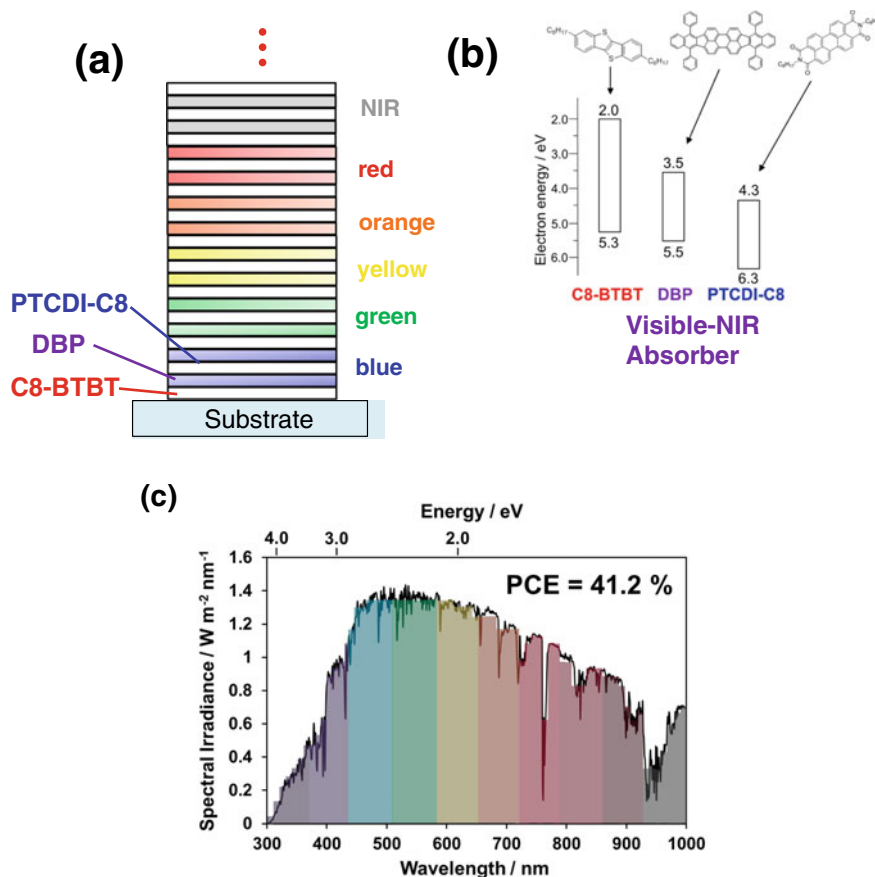 (a)
NIR
red
orange
yellow
green
blue
PTCDI-C8
DBP
C8-BTBT
Substrate
(b)
C₈H₁₇
S
S
C₈H₁₇
O
O
N
C₈H₁₇
O
O
Electron energy / eV
2.0
3.0
4.0
5.0
6.0
2.0
5.3
3.5
5.5
4.3
6.3
C8-BTBT DBP PTCDI-C8
Visible-NIR
Absorber
(c)
Energy / eV
4.0 3.0 2.0
Spectral Irradiance / W m⁻² nm⁻¹
1.6
1.4
1.2
1
0.8
0.6
0.4
0.2
0
PCE = 41.2 %
300 400 500 600 700 800 900 1000
Wavelength / nm